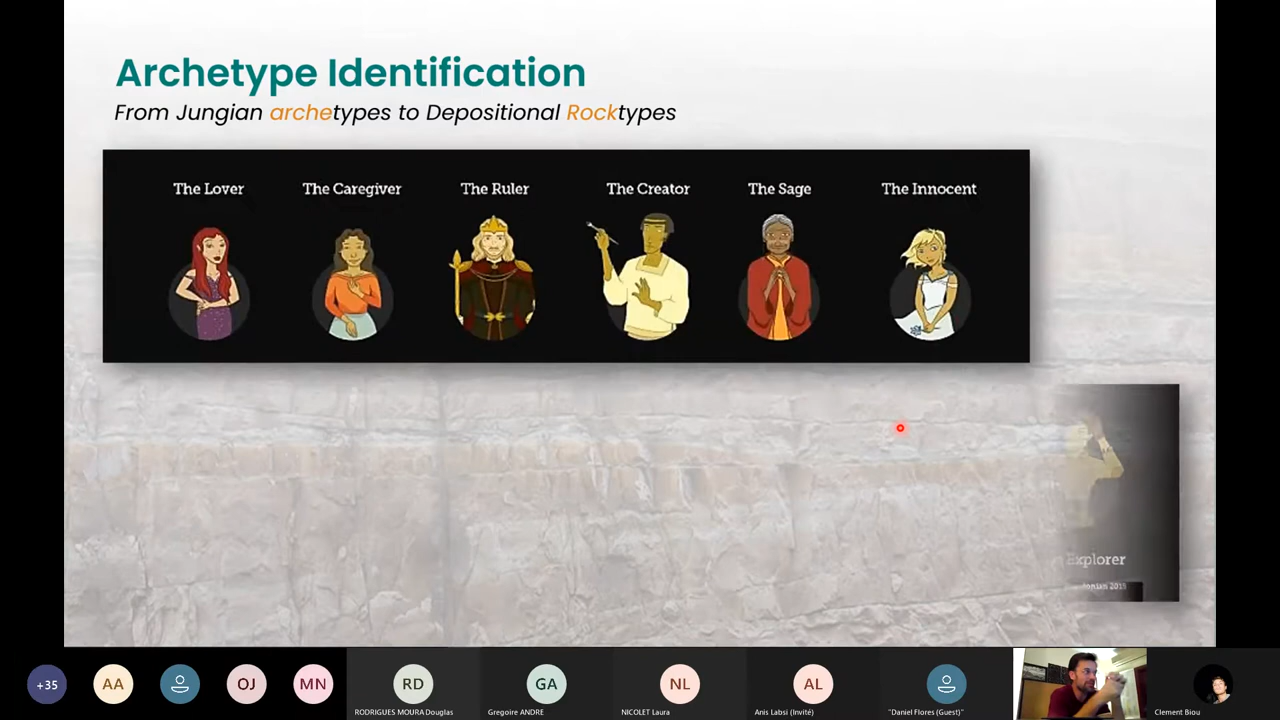 Archetype Identification
From Jungian archetypes to Depositional Rocktypes
The Lover
The Caregiver
The Ruler
The Creator
The Sage
The Innocent
Explorer
2019
+35
AA
OJ
MN
RD
GA
NL
AL
RODRIGUES MOURA Douglas
Gregoire ANDRE
NICOLET Laura
Anis Labsi (Invité)
"Daniel Flores (Guest)"
Clement Biou